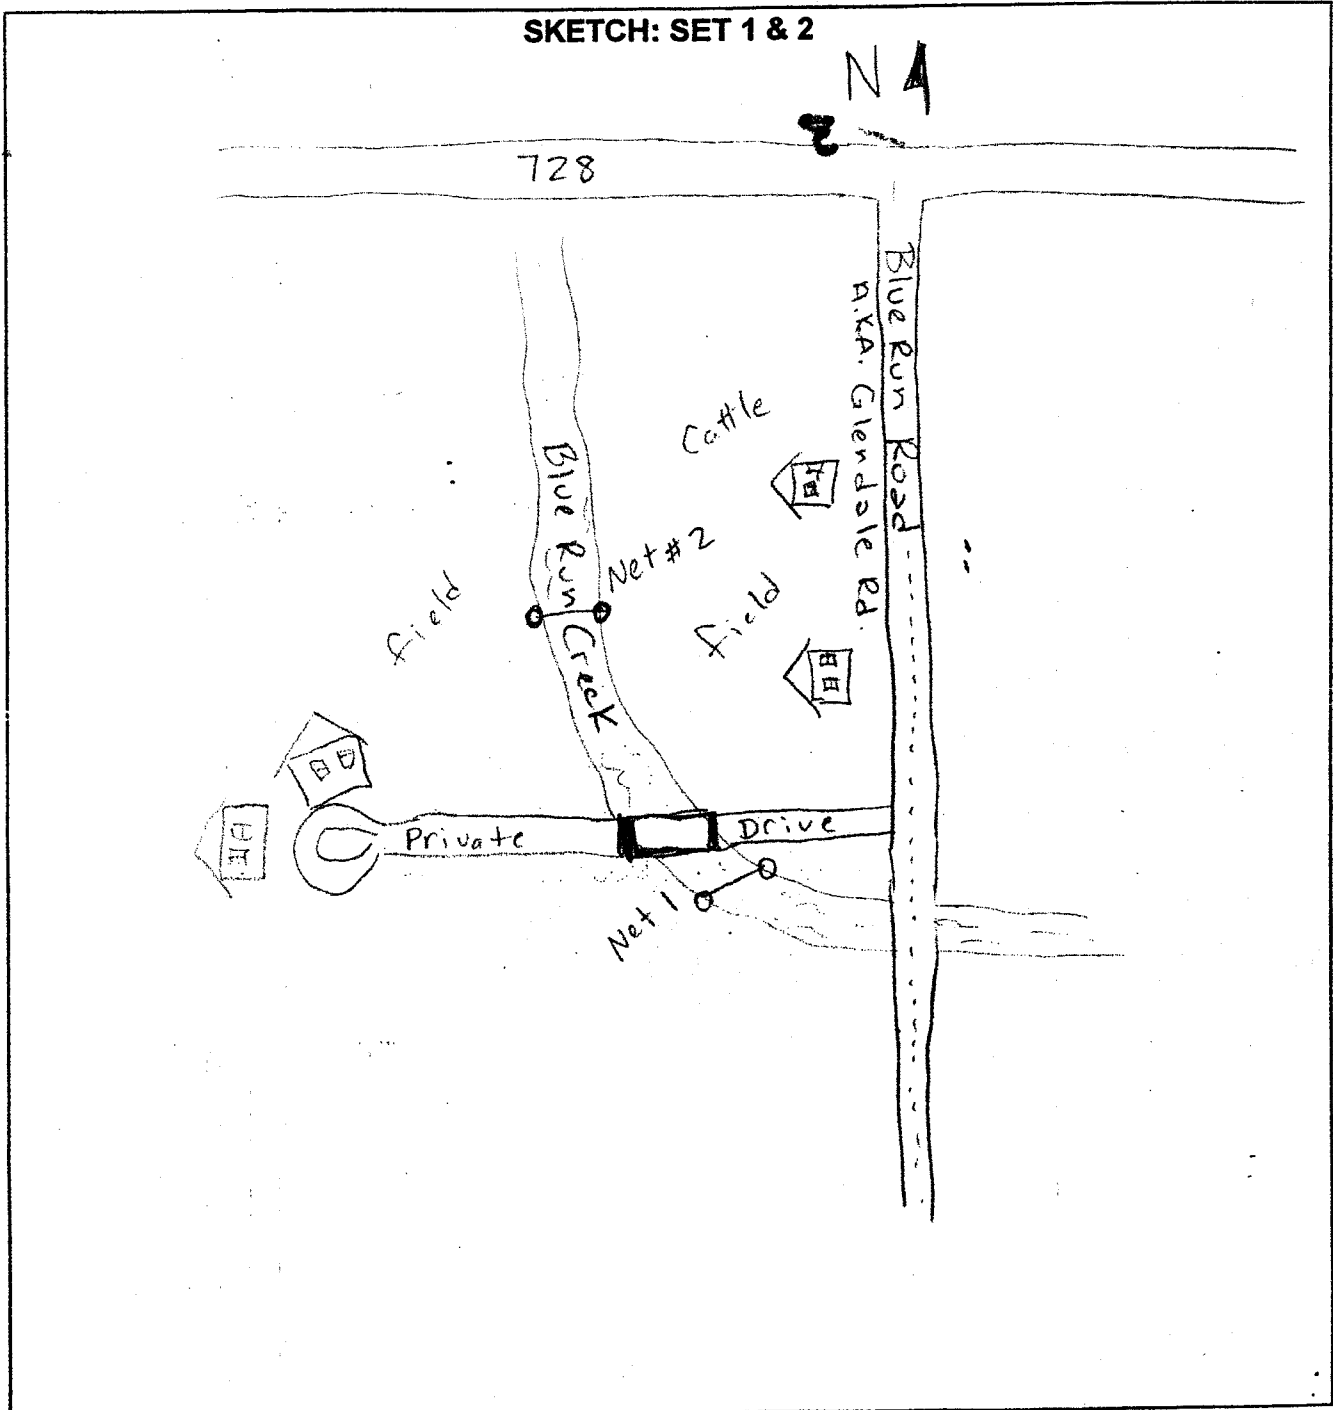 SKETCH: SET 1 & 2
N
728
Blue Run Road
A.K.A. Glendale Rd.
Cattle
Blue Run Creek
Net #2
field
field
Private Drive
Net 1